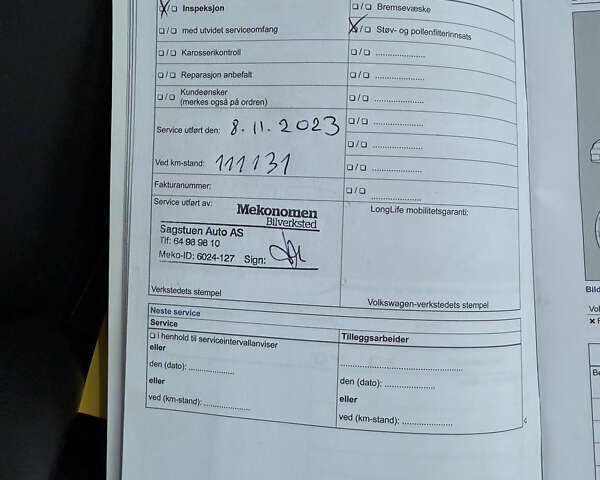 ❏/❏ Inspeksjon
❏/❏ Bremsevæske
❏/❏ med utvidet serviceomfang
❏/❏ Støv- og pollenfilterinnsats
❏/❏ Karosserikontroll
❏/❏ ....................
❏/❏ Reparasjon anbefalt
❏/❏ ....................
❏/❏ Kundeønsker
(merkes også på ordren)
❏/❏ ....................
Service utført den: 8.11.2023
❏/❏ ....................
❏/❏ ....................
Ved km-stand: 111131
❏/❏ ....................
Fakturanummer:
❏/❏ ....................
Service utført av:
Mekonomen
Bilverksted
Sagstuen Auto AS
Tlf: 64 98 98 10
Meko-ID: 6024-127 Sign:
Verkstedets stempel
LongLife mobilitetsgaranti:
Volkswagen-verkstedets stempel
Neste service
Service
❏ i henhold til serviceintervallanviser
eller
den (dato): ................
eller
ved (km-stand): ................
Tilleggsarbeider
................................
den (dato): ................
eller
ved (km-stand): ................
Bild